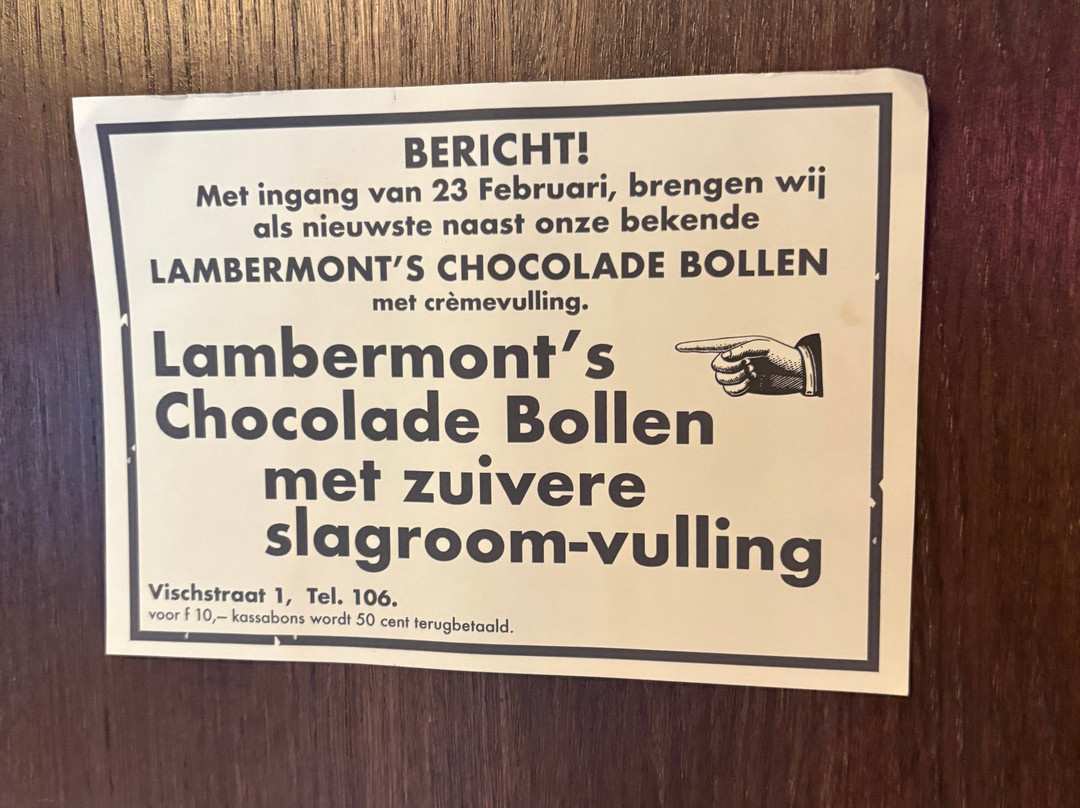 BERICHT!
Met ingang van 23 Februari, brengen wij
als nieuwste naast onze bekende
LAMBERMONT'S CHOCOLADE BOLLEN
met crèmevulling.
Lambermont's
Chocolade Bollen
met zuivere
slagroom-vulling
Vischstraat 1, Tel. 106.
voor f 10,— kassabons wordt 50 cent terugbetaald.